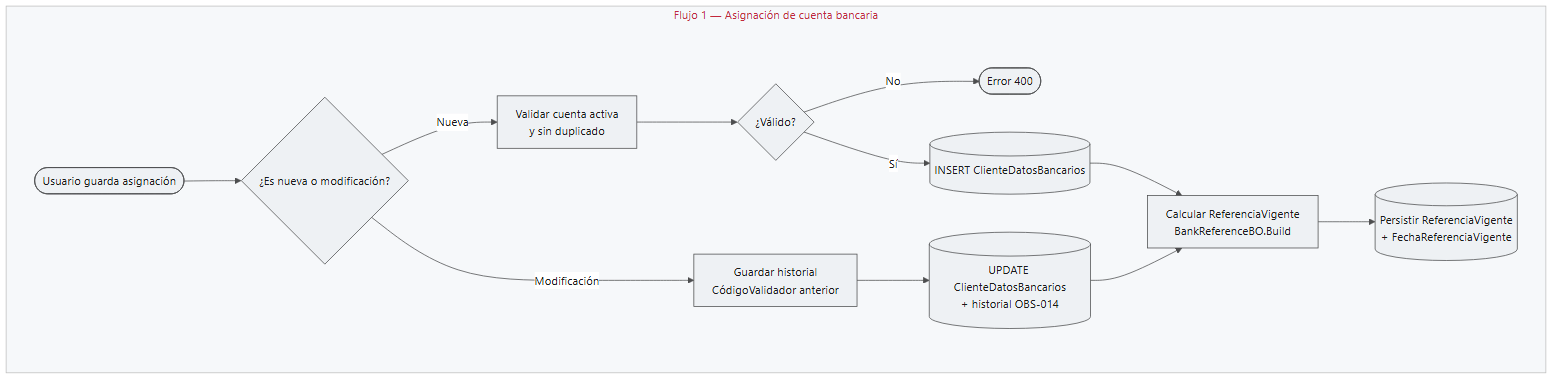 Flujo 1 — Asignación de cuenta bancaria
Usuario guarda asignación
¿Es nueva o modificación?
Nueva
Validar cuenta activa
y sin duplicado
¿Válido?
No
Error 400
Sí
INSERT ClienteDatosBancarios
Modificación
Guardar historial
CódigoValidador anterior
UPDATE
ClienteDatosBancarios
+ historial OBS-014
Calcular ReferenciaVigente
BankReferenceBO.Build
Persistir ReferenciaVigente
+ FechaReferenciaVigente